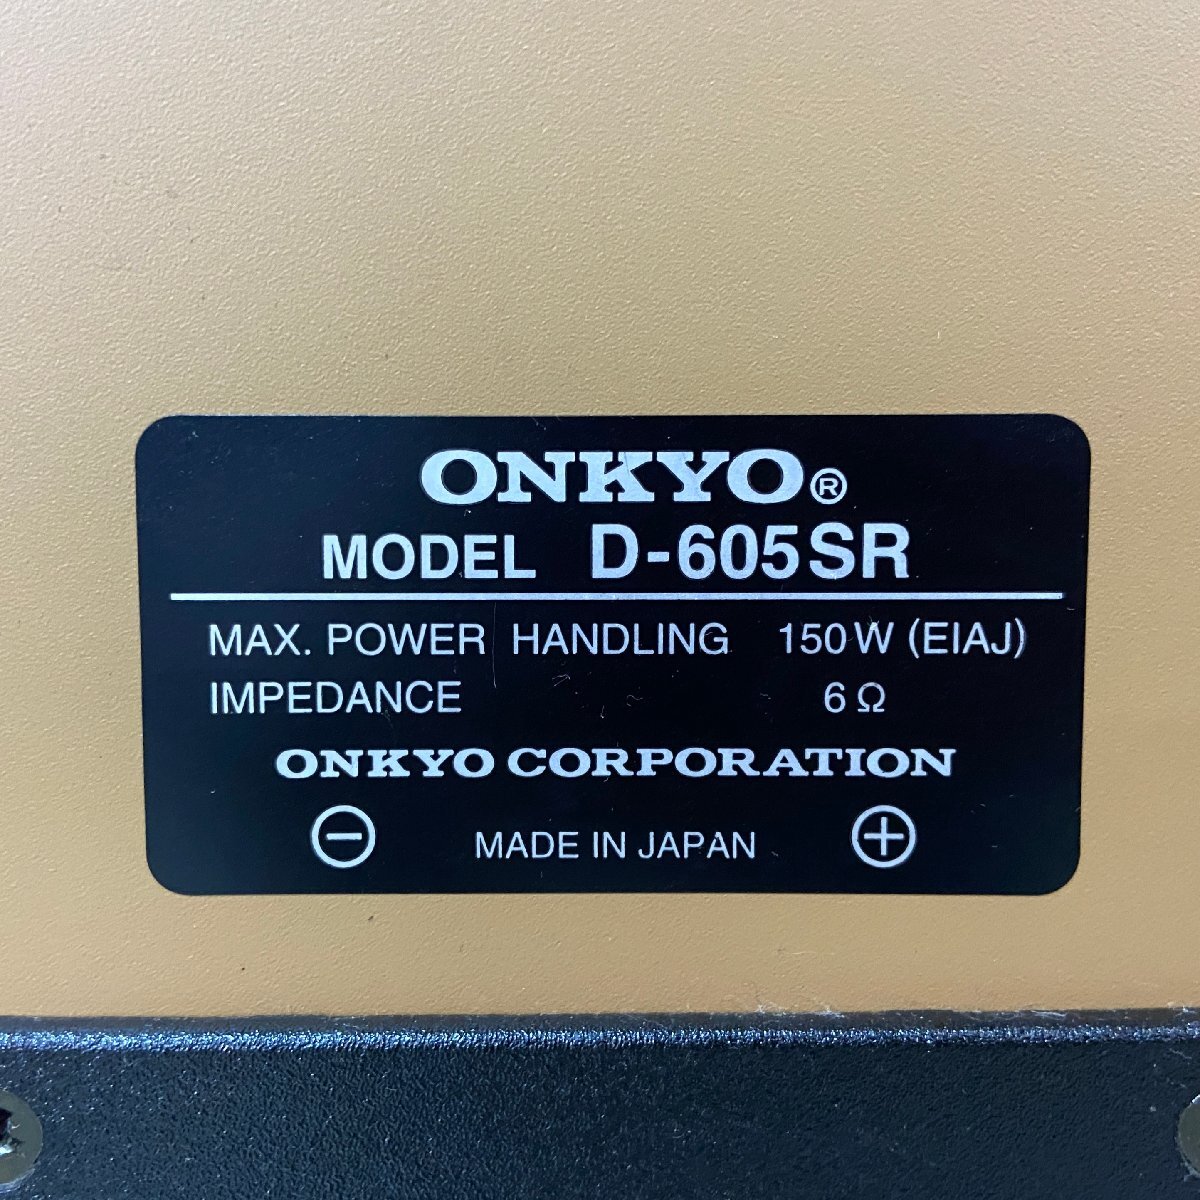 ONKYO®
MODEL D-605SR
MAX. POWER HANDLING 150W (EIAJ)
IMPEDANCE 6Ω
ONKYO CORPORATION
⊖ MADE IN JAPAN ⊕